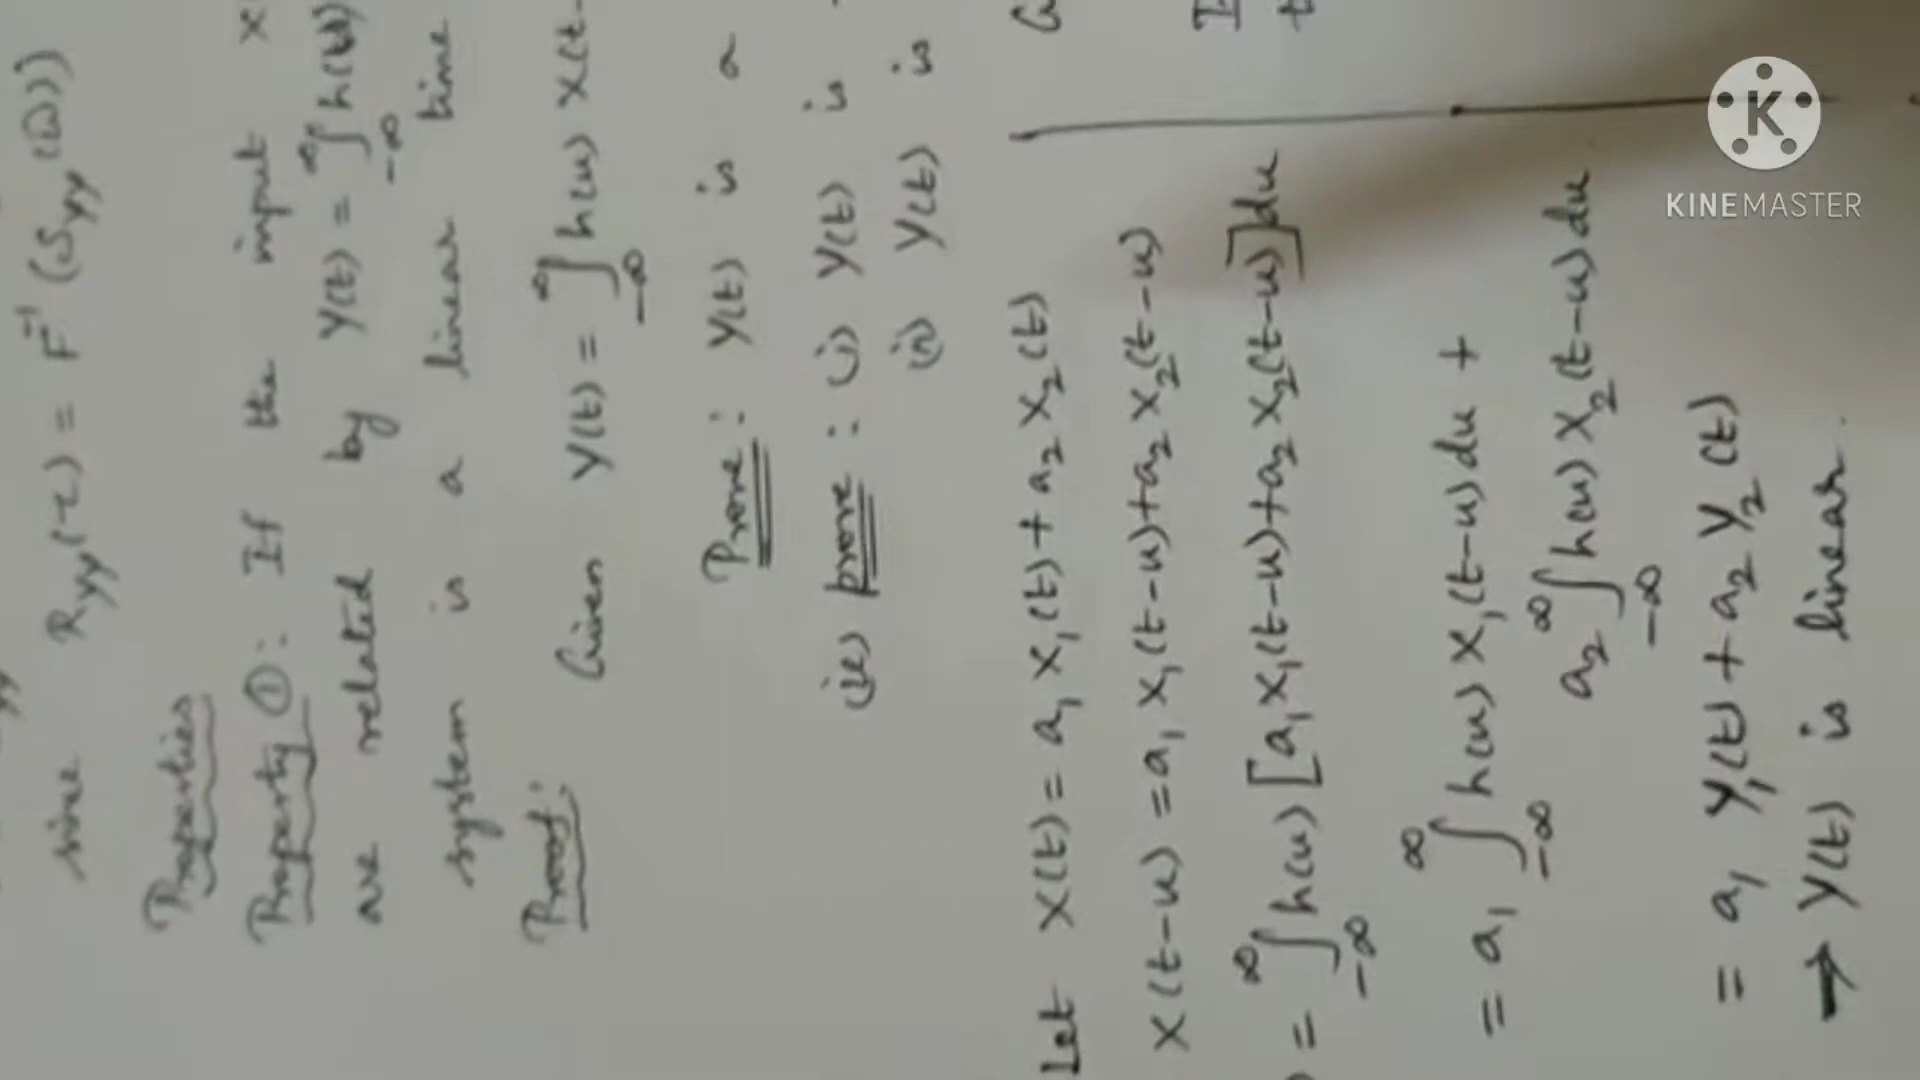 since Ryy(τ) = F⁻¹ (Syy(ω))
Properties
Property ①: If the input x
are related by Y(t) = ∫_{-∞}^{∞} h(u)
system is a linear time
Proof:
Given Y(t) = ∫_{-∞}^{∞} h(u) X(t-
Prove: Y(t) is a
(ie) prove: (i) Y(t) is
(ii) Y(t) is
Let X(t) = a₁ X₁(t) + a₂ X₂(t)
X(t-u) = a₁ X₁(t-u) + a₂ X₂(t-u)
) = ∫_{-∞}^{∞} h(u) [a₁ X₁(t-u) + a₂ X₂(t-u)] du
= a₁ ∫_{-∞}^{∞} h(u) X₁(t-u) du +
a₂ ∫_{-∞}^{∞} h(u) X₂(t-u) du
= a₁ Y₁(t) + a₂ Y₂(t)
→ Y(t) is linear.
K
KINEMASTER